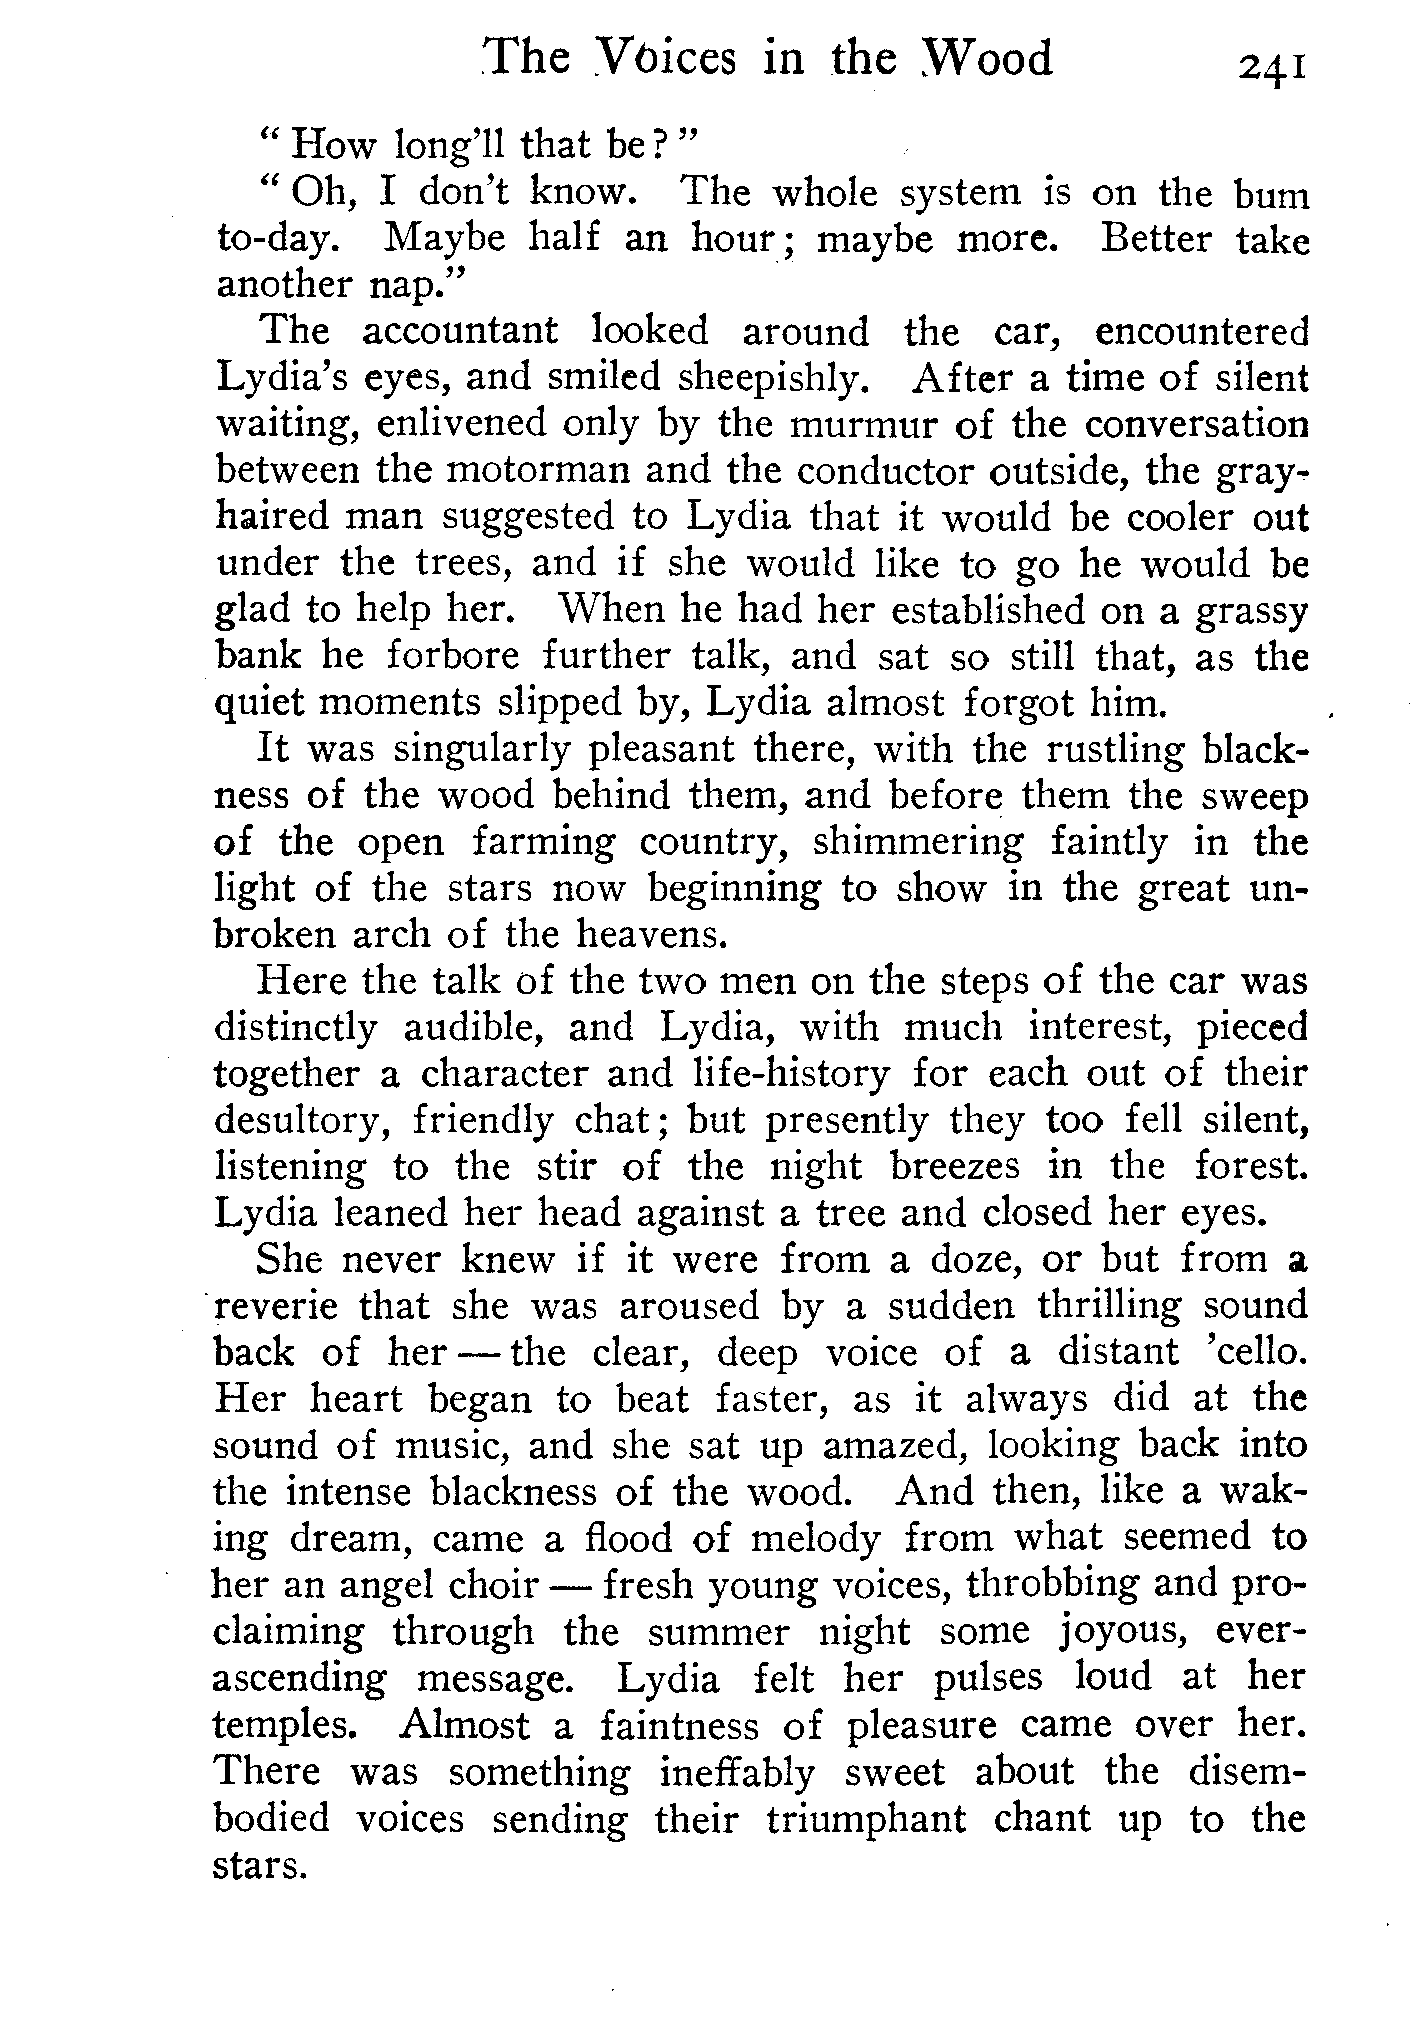 The Voices in the Wood 241
“ How long'll that be? ”
“ Oh, I don't know. The whole system is on the bum
to-day. Maybe half an hour; maybe more. Better take
another nap.”
The accountant looked around the car, encountered
Lydia's eyes, and smiled sheepishly. After a time of silent
waiting, enlivened only by the murmur of the conversation
between the motorman and the conductor outside, the gray-
haired man suggested to Lydia that it would be cooler out
under the trees, and if she would like to go he would be
glad to help her. When he had her established on a grassy
bank he forbore further talk, and sat so still that, as the
quiet moments slipped by, Lydia almost forgot him.
It was singularly pleasant there, with the rustling black-
ness of the wood behind them, and before them the sweep
of the open farming country, shimmering faintly in the
light of the stars now beginning to show in the great un-
broken arch of the heavens.
Here the talk of the two men on the steps of the car was
distinctly audible, and Lydia, with much interest, pieced
together a character and life-history for each out of their
desultory, friendly chat; but presently they too fell silent,
listening to the stir of the night breezes in the forest.
Lydia leaned her head against a tree and closed her eyes.
She never knew if it were from a doze, or but from a
reverie that she was aroused by a sudden thrilling sound
back of her — the clear, deep voice of a distant 'cello.
Her heart began to beat faster, as it always did at the
sound of music, and she sat up amazed, looking back into
the intense blackness of the wood. And then, like a wak-
ing dream, came a flood of melody from what seemed to
her an angel choir — fresh young voices, throbbing and pro-
claiming through the summer night some joyous, ever-
ascending message. Lydia felt her pulses loud at her
temples. Almost a faintness of pleasure came over her.
There was something ineffably sweet about the disem-
bodied voices sending their triumphant chant up to the
stars.